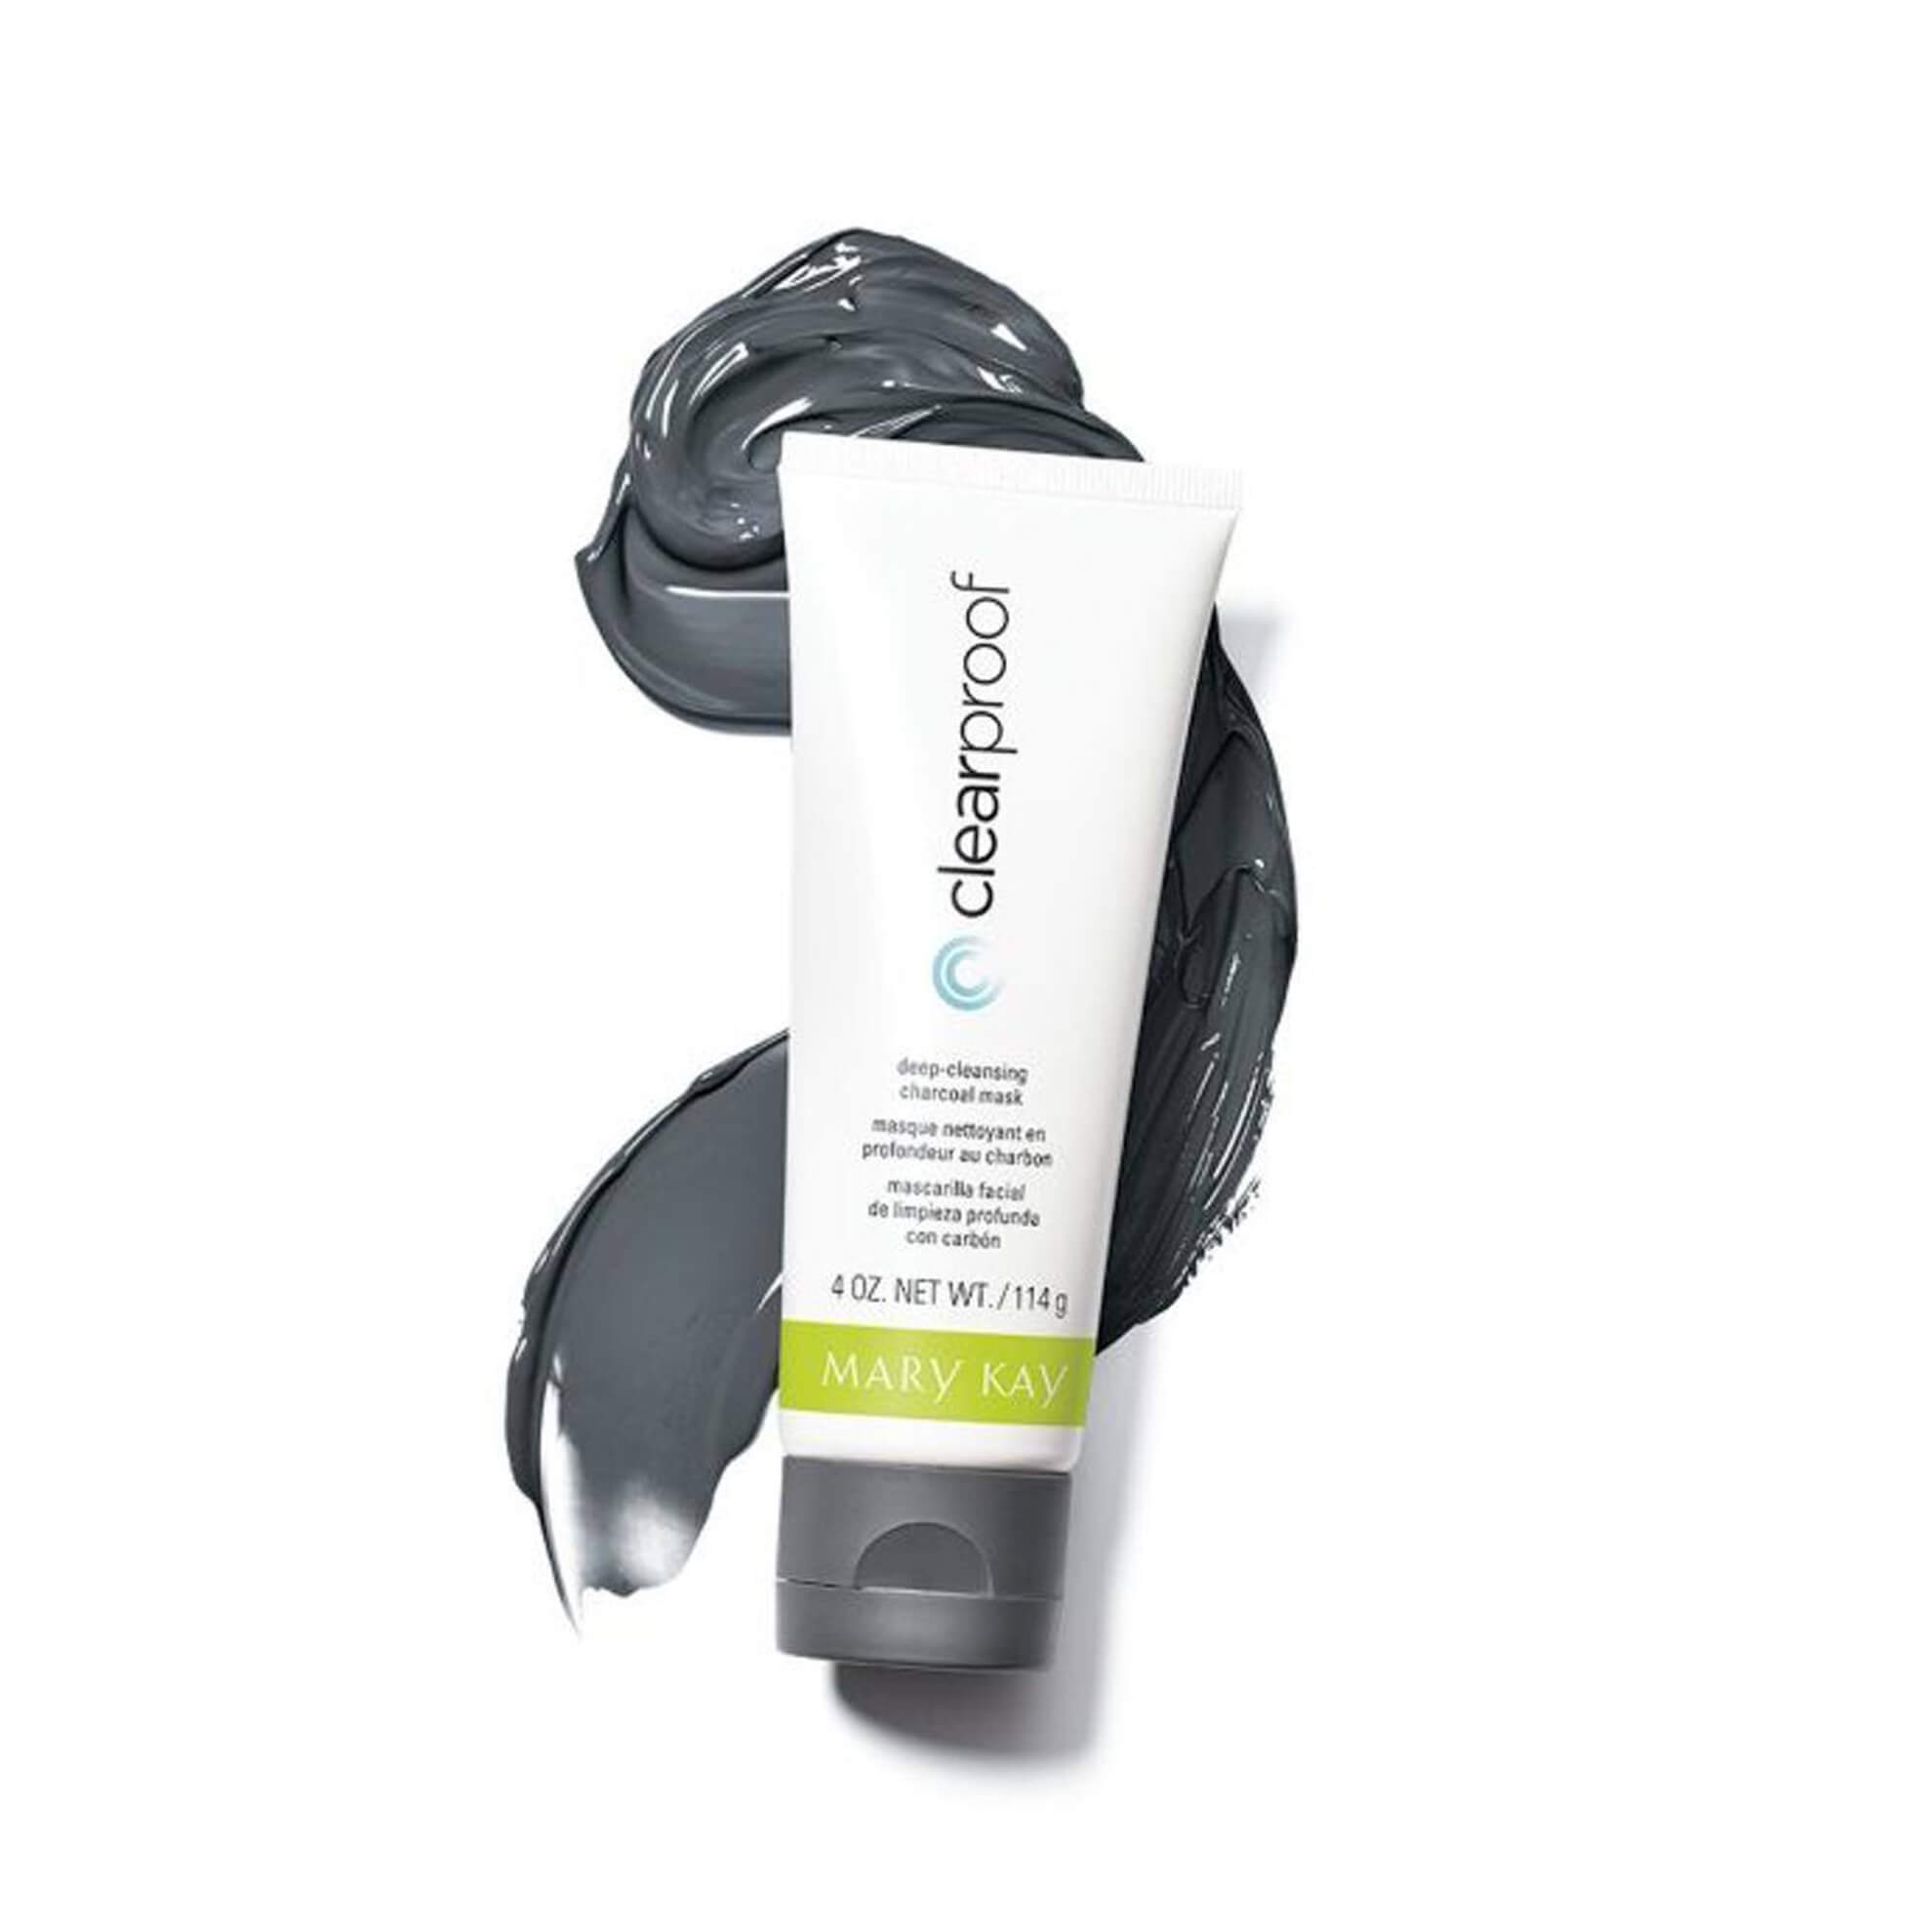 clearproof
deep-cleansing
charcoal mask
masque nettoyant en
profondeur au charbon
mascarilla facial
de limpieza profunda
con carbón
4 OZ. NET WT./114 g
MARY KAY